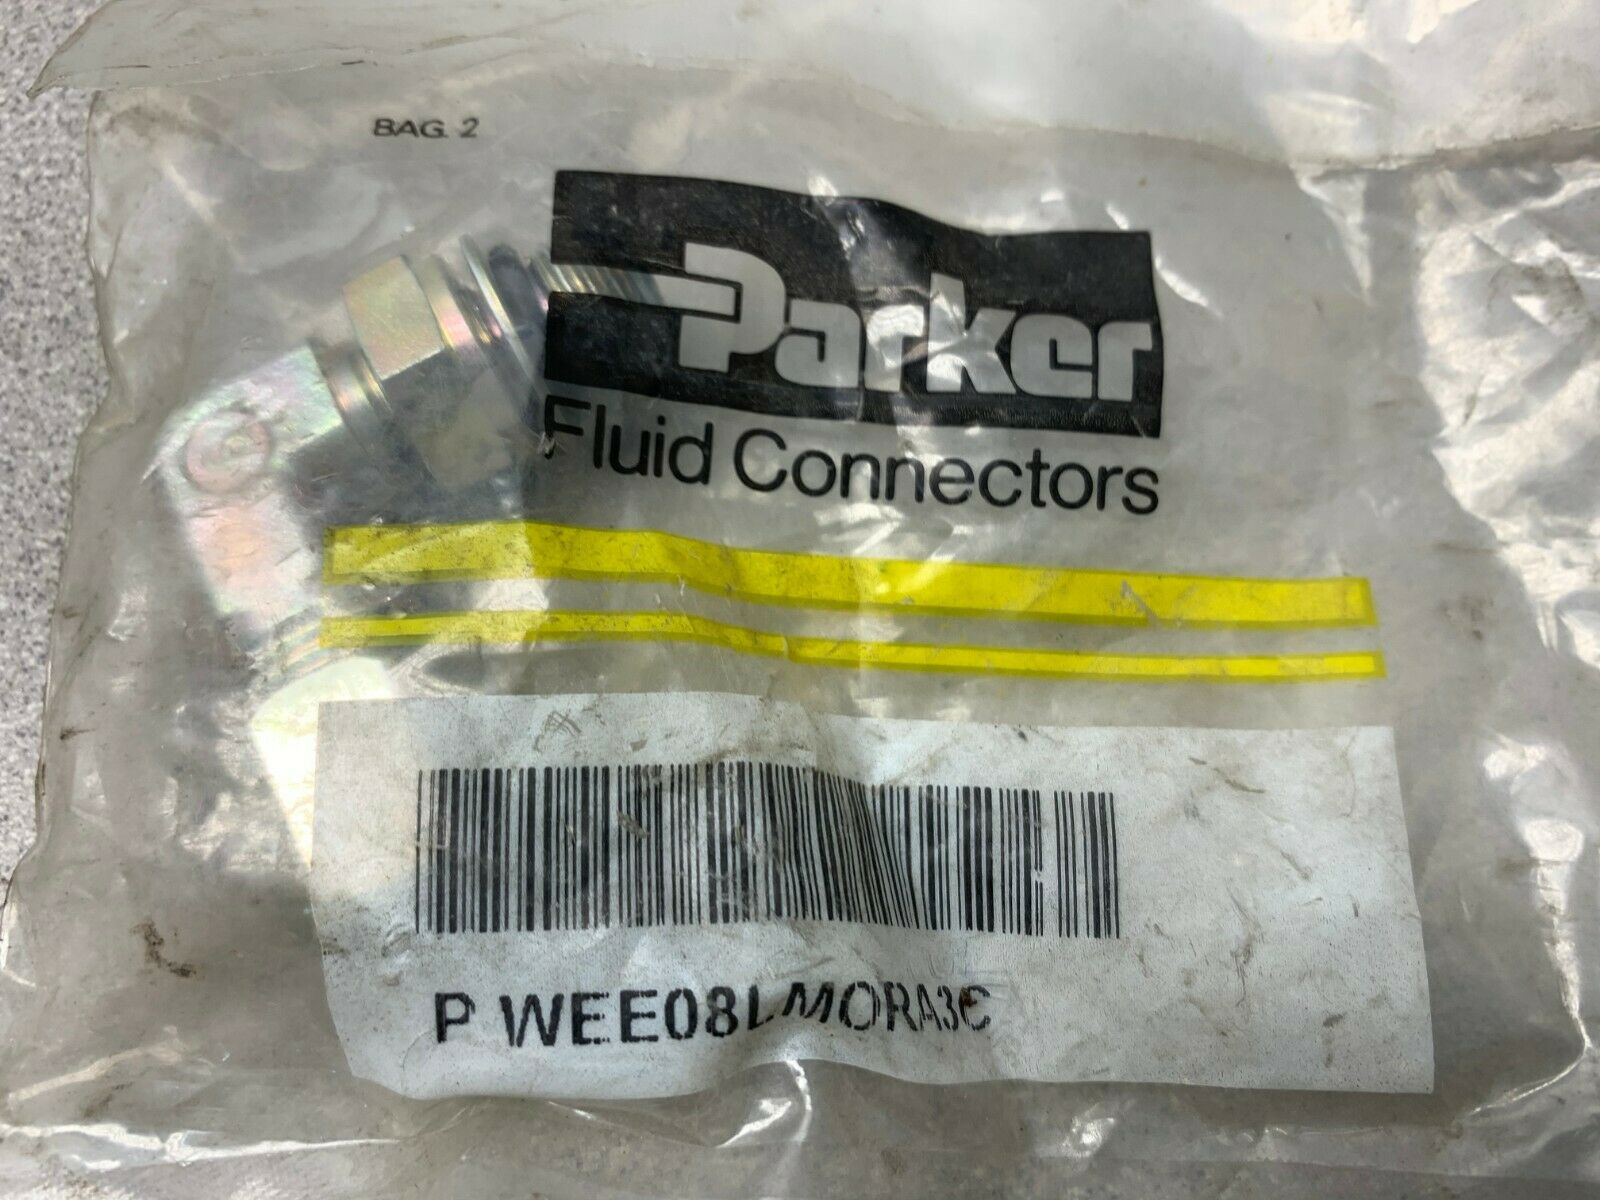 BAG. 2
Parker
Fluid Connectors
P WEE08LMORA3C